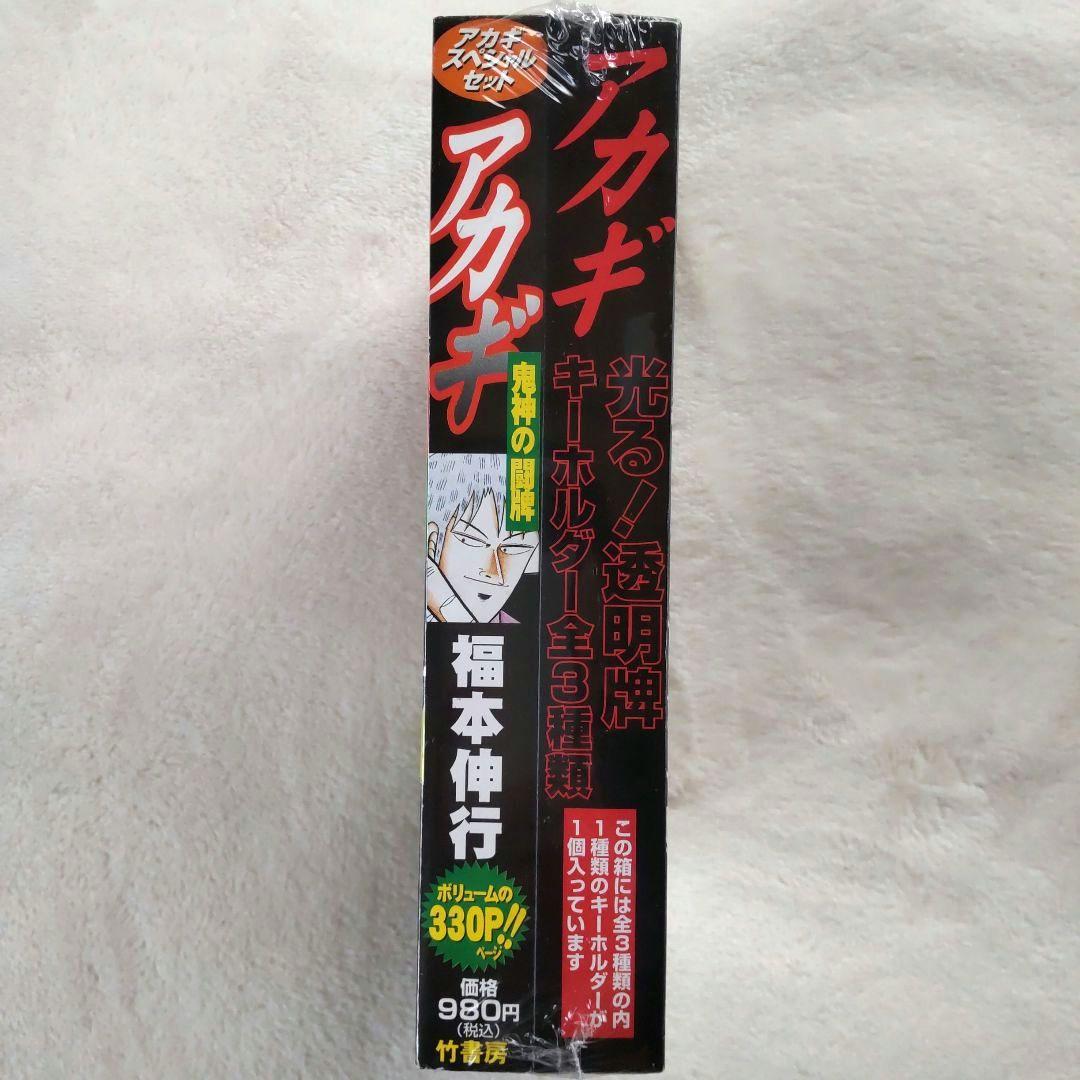 アカギ
スペシャル
セット
アカギ
鬼神の闘牌
福本伸行
ボリュームの
330P!!
ページ
価格
980円
(税込)
竹書房
アカギ
光る!透明牌
キーホルダー全3種類
この箱には全3種類の内
1種類のキーホルダーが
1個入っています